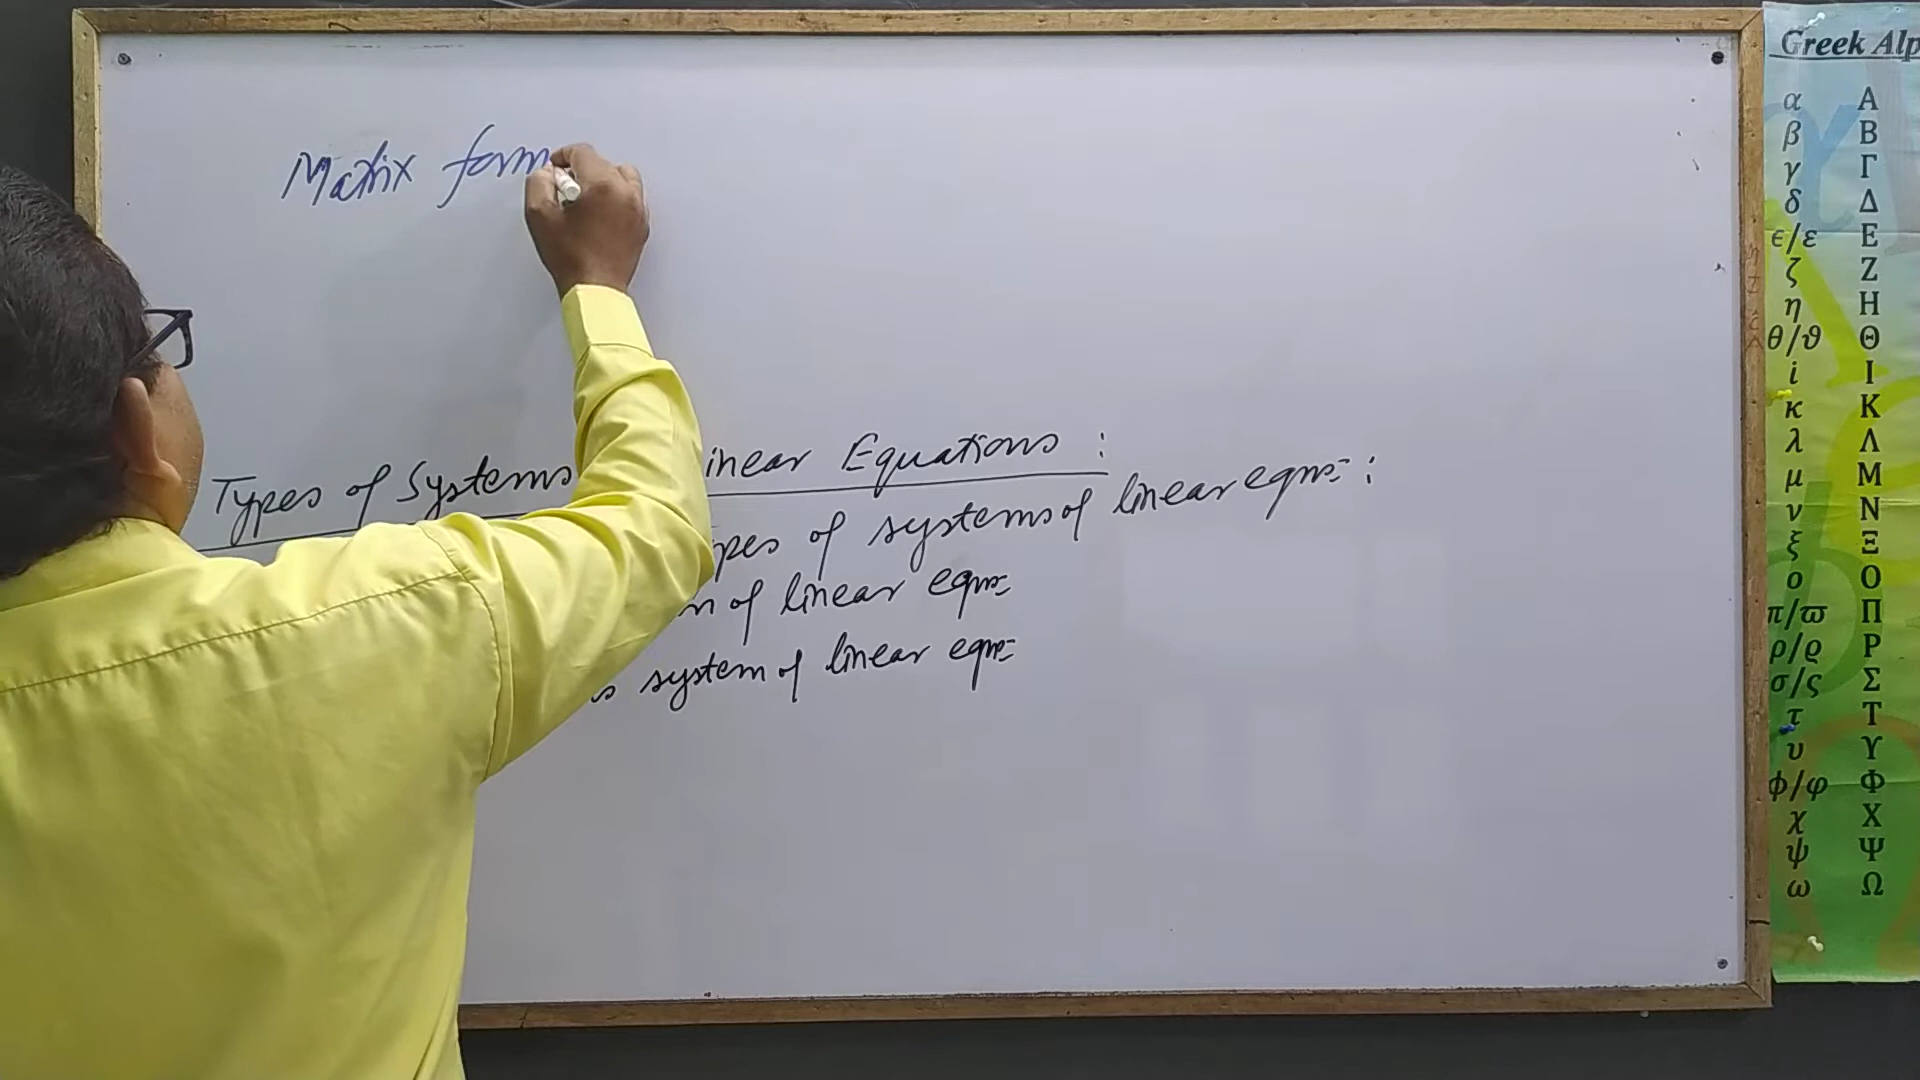 Matrix form
Types of Systems inear Equations :
pes of systems of linear eqns :
m of linear eqns
s system of linear eqns
Greek Alp
α Α
β Β
γ Γ
δ Δ
ϵ/ε Ε
ζ Ζ
η Η
θ/ϑ Θ
i Ι
κ Κ
λ Λ
μ Μ
ν Ν
ξ Ξ
ο Ο
π/ϖ Π
ρ/ϱ Ρ
σ/ς Σ
τ Τ
υ ϒ
ϕ/φ Φ
χ Χ
ψ Ψ
ω Ω